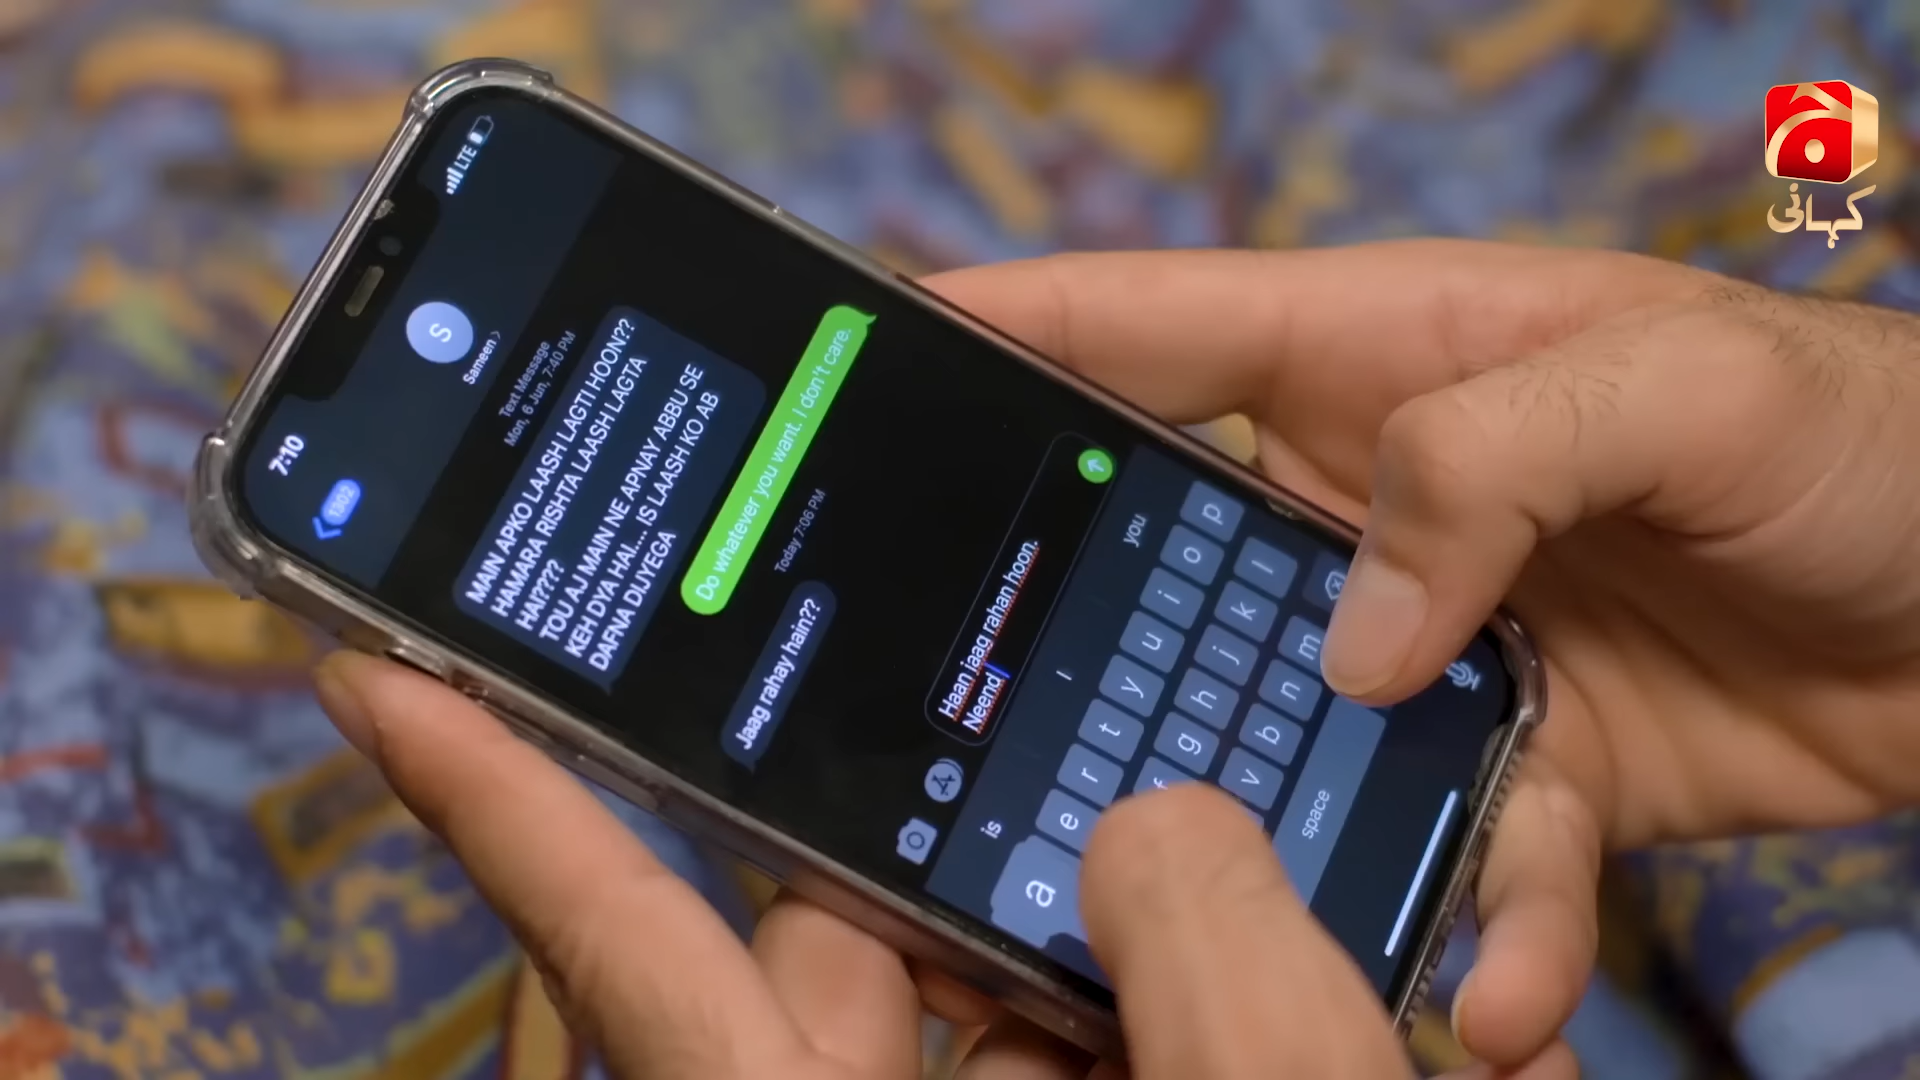 7:10
LTE
1302
S
Sameen >
Text Message
Mon, 6 Jun, 7:40 PM
MAIN APKO LAASH LAGTI HOON??
HAMARA RISHTA LAASH LAGTA
HAI????
TOU AJ MAIN NE APNAY ABBU SE
KEH DYA HAI.... IS LAASH KO AB
DAFNA DIJYEGA
Do whatever you want. I don't care.
Today 7:06 PM
Jaag rahay hain??
Haan jaag rahan hoon.
Neend
is
I
you
e r t y u i o p
a f g h j k l
v b n m
space
کہانی